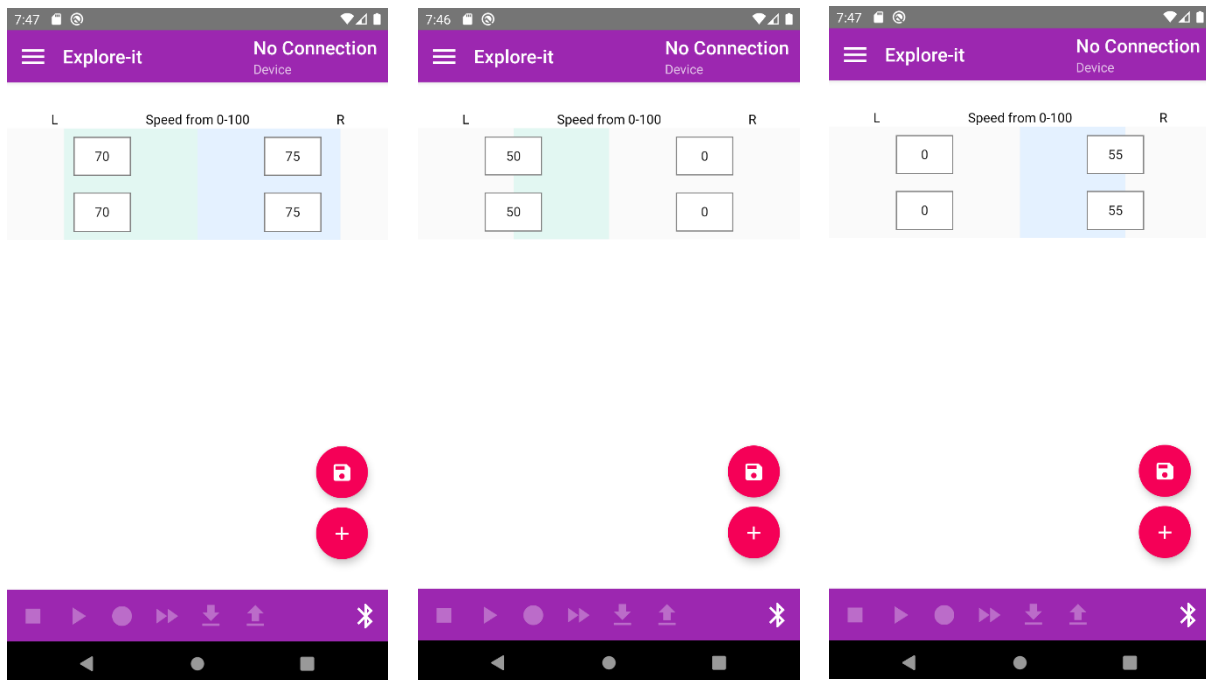 7:47
Explore-it
No Connection
Device
L Speed from 0-100 R
70 75
70 75
7:46
Explore-it
No Connection
Device
L Speed from 0-100 R
50 0
50 0
7:47
Explore-it
No Connection
Device
L Speed from 0-100 R
0 55
0 55